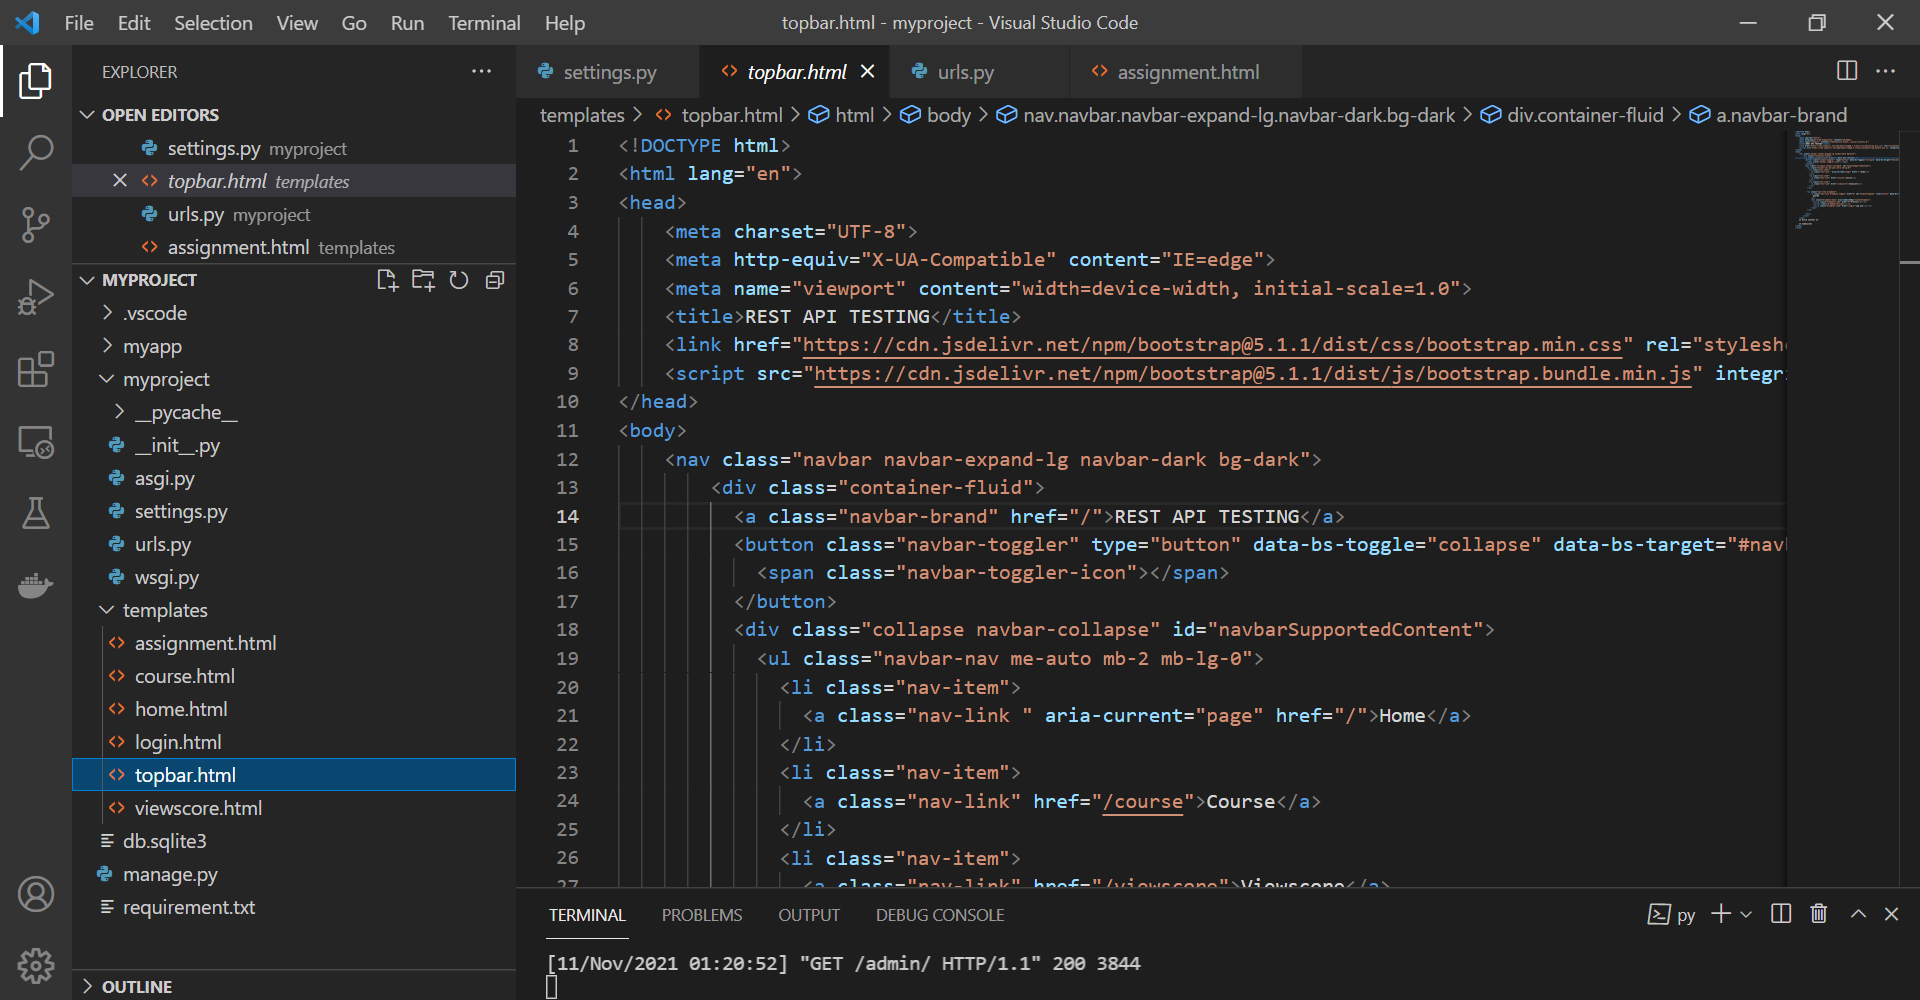 File Edit Selection View Go Run Terminal Help
topbar.html - myproject - Visual Studio Code
EXPLORER
OPEN EDITORS
settings.py myproject
topbar.html templates
urls.py myproject
assignment.html templates
MYPROJECT
.vscode
myapp
myproject
__pycache__
__init__.py
asgi.py
settings.py
urls.py
wsgi.py
templates
assignment.html
course.html
home.html
login.html
topbar.html
viewscore.html
db.sqlite3
manage.py
requirement.txt
OUTLINE
settings.py topbar.html urls.py assignment.html
templates > topbar.html > html > body > nav.navbar.navbar-expand-lg.navbar-dark.bg-dark > div.container-fluid > a.navbar-brand
1 <!DOCTYPE html>
2 <html lang="en">
3 <head>
4 <meta charset="UTF-8">
5 <meta http-equiv="X-UA-Compatible" content="IE=edge">
6 <meta name="viewport" content="width=device-width, initial-scale=1.0">
7 <title>REST API TESTING</title>
8 <link href="https://cdn.jsdelivr.net/npm/bootstrap@5.1.1/dist/css/bootstrap.min.css" rel="stylesh
9 <script src="https://cdn.jsdelivr.net/npm/bootstrap@5.1.1/dist/js/bootstrap.bundle.min.js" integr
10 </head>
11 <body>
12 <nav class="navbar navbar-expand-lg navbar-dark bg-dark">
13 <div class="container-fluid">
14 <a class="navbar-brand" href="/">REST API TESTING</a>
15 <button class="navbar-toggler" type="button" data-bs-toggle="collapse" data-bs-target="#nav
16 <span class="navbar-toggler-icon"></span>
17 </button>
18 <div class="collapse navbar-collapse" id="navbarSupportedContent">
19 <ul class="navbar-nav me-auto mb-2 mb-lg-0">
20 <li class="nav-item">
21 <a class="nav-link " aria-current="page" href="/">Home</a>
22 </li>
23 <li class="nav-item">
24 <a class="nav-link" href="/course">Course</a>
25 </li>
26 <li class="nav-item">
27 <a class="nav-link" href="/viewscore">Viewscore</a>
TERMINAL PROBLEMS OUTPUT DEBUG CONSOLE
py
[11/Nov/2021 01:20:52] "GET /admin/ HTTP/1.1" 200 3844